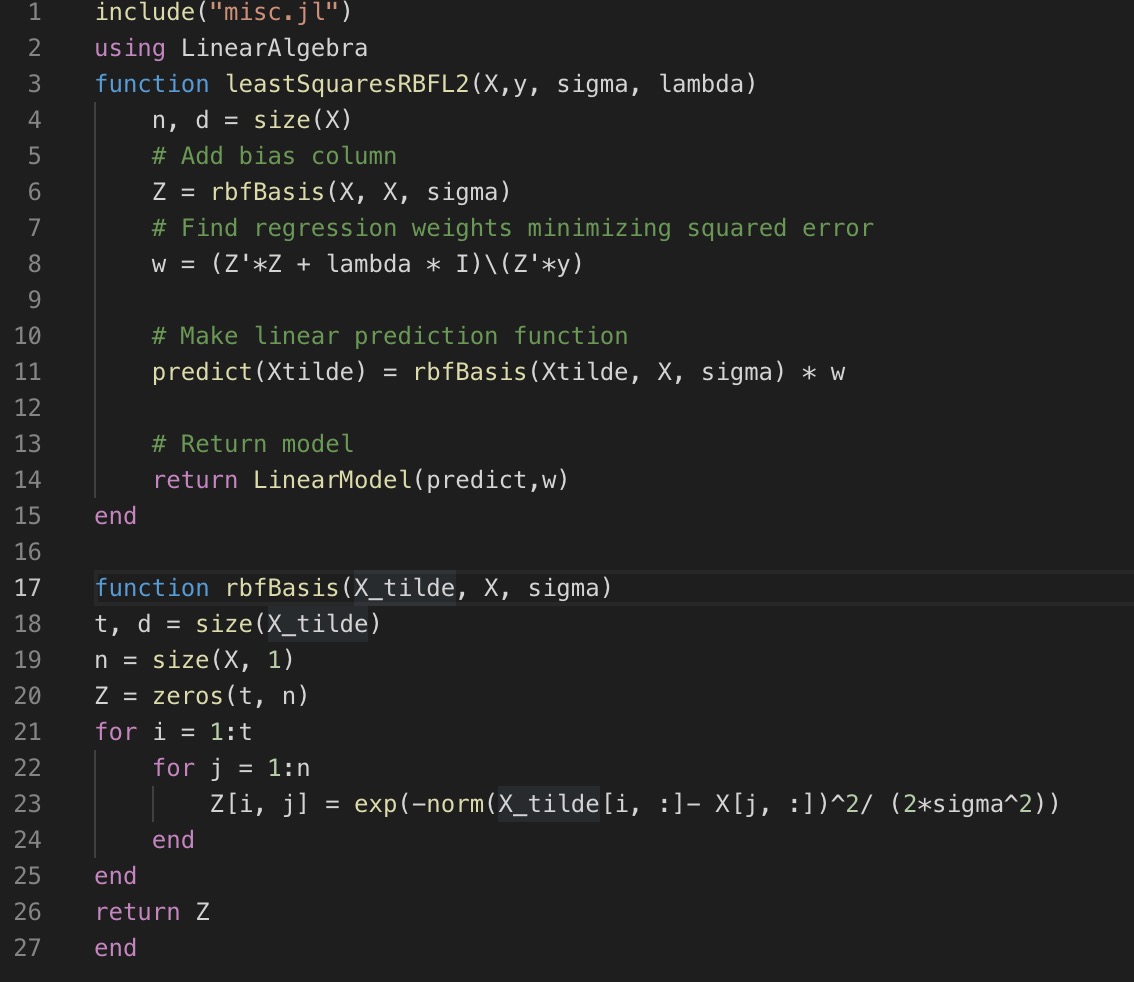 1 include("misc.jl")
2 using LinearAlgebra
3 function leastSquaresRBFL2(X,y, sigma, lambda)
4     n, d = size(X)
5     # Add bias column
6     Z = rbfBasis(X, X, sigma)
7     # Find regression weights minimizing squared error
8     w = (Z'*Z + lambda * I)\(Z'*y)
9
10     # Make linear prediction function
11     predict(Xtilde) = rbfBasis(Xtilde, X, sigma) * w
12
13     # Return model
14     return LinearModel(predict,w)
15 end
16
17 function rbfBasis(X_tilde, X, sigma)
18 t, d = size(X_tilde)
19 n = size(X, 1)
20 Z = zeros(t, n)
21 for i = 1:t
22     for j = 1:n
23         Z[i, j] = exp(-norm(X_tilde[i, :]- X[j, :])^2/ (2*sigma^2))
24     end
25 end
26 return Z
27 end